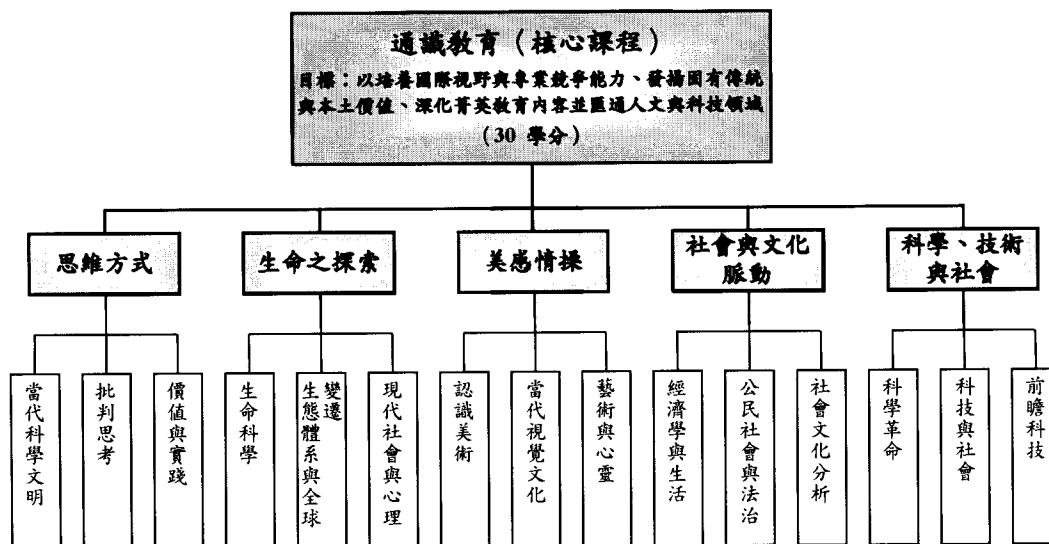 通識教育（核心課程）
目標：以培養國際視野與專業競爭能力、發揚固有傳統
與本土價值、深化菁英教育內容並匯通人文與科技領域
（30 學分）
思維方式
生命之探索
美感情操
社會與文化
脈動
科學、技術
與社會
當代科學文明
批判思考
價值與實踐
生命科學
生態體系與全球
變遷
現代社會與心理
認識美術
當代視覺文化
藝術與心靈
經濟學與生活
公民社會與法治
社會文化分析
科學革命
科技與社會
前瞻科技